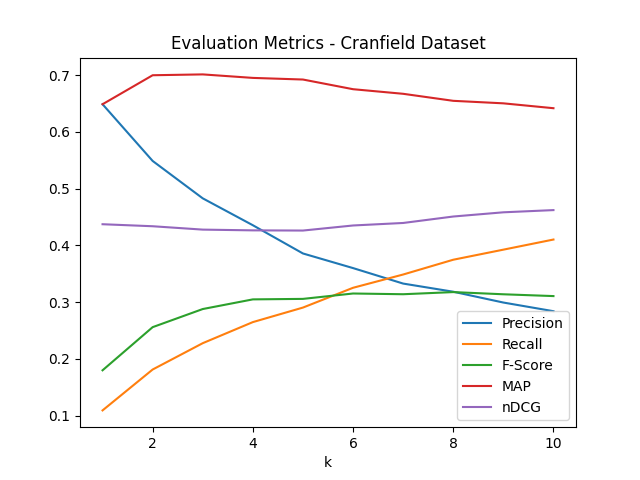 Evaluation Metrics - Cranfield Dataset
0.7
0.6
0.5
0.4
0.3
0.2
0.1
Precision
Recall
F-Score
MAP
nDCG
2 4 6 8 10
k